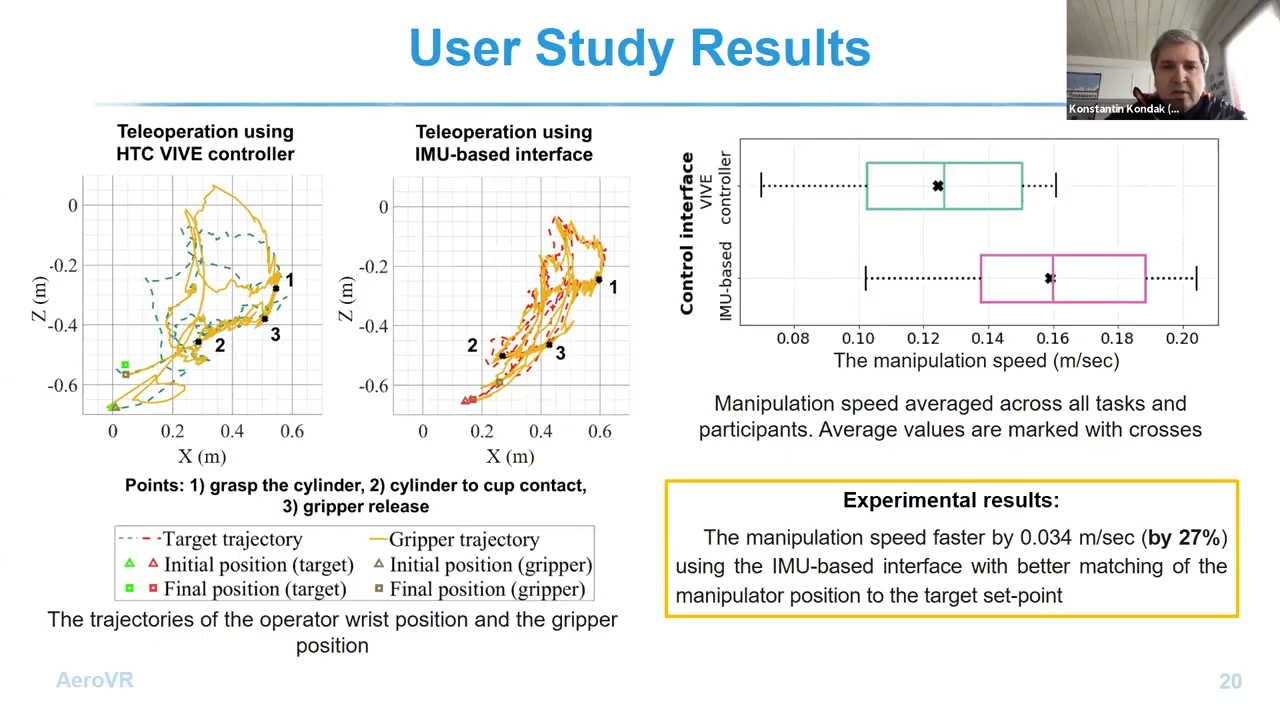 User Study Results
Konstantin Kondak (...
Teleoperation using
HTC VIVE controller
Teleoperation using
IMU-based interface
0
-0.2
-0.4
-0.6
Z (m)
1
2
3
0
0.2
0.4
0.6
X (m)
0
-0.2
-0.4
-0.6
Z (m)
1
2
3
0
0.2
0.4
0.6
X (m)
Points: 1) grasp the cylinder, 2) cylinder to cup contact,
3) gripper release
Target trajectory
Gripper trajectory
Initial position (target)
Initial position (gripper)
Final position (target)
Final position (gripper)
The trajectories of the operator wrist position and the gripper
position
Control interface
VIVE
controller
IMU-based
0.08
0.10
0.12
0.14
0.16
0.18
0.20
The manipulation speed (m/sec)
Manipulation speed averaged across all tasks and
participants. Average values are marked with crosses
Experimental results:
The manipulation speed faster by 0.034 m/sec (by 27%)
using the IMU-based interface with better matching of the
manipulator position to the target set-point
AeroVR
20